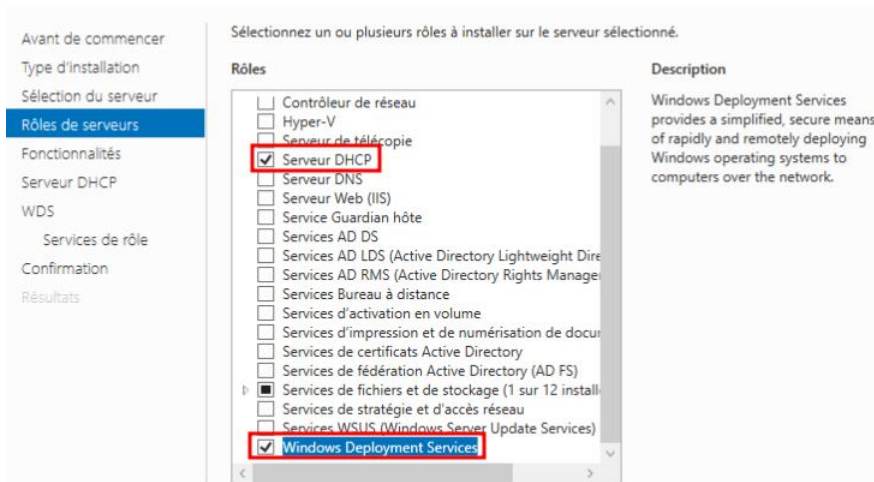 Sélectionnez un ou plusieurs rôles à installer sur le serveur sélectionné.
Avant de commencer
Type d'installation
Sélection du serveur
Rôles de serveurs
Fonctionnalités
Serveur DHCP
WDS
Services de rôle
Confirmation
Résultats
Rôles
Contrôleur de réseau
Hyper-V
Serveur de télécopie
Serveur DHCP
Serveur DNS
Serveur Web (IIS)
Service Guardian hôte
Services AD DS
Services AD LDS (Active Directory Lightweight Dire
Services AD RMS (Active Directory Rights Manage
Services Bureau à distance
Services d'activation en volume
Services d'impression et de numérisation de docu
Services de certificats Active Directory
Services de fédération Active Directory (AD FS)
Services de fichiers et de stockage (1 sur 12 install
Services de stratégie et d'accès réseau
Services WSUS (Windows Server Update Services)
Windows Deployment Services
Description
Windows Deployment Services
provides a simplified, secure means
of rapidly and remotely deploying
Windows operating systems to
computers over the network.